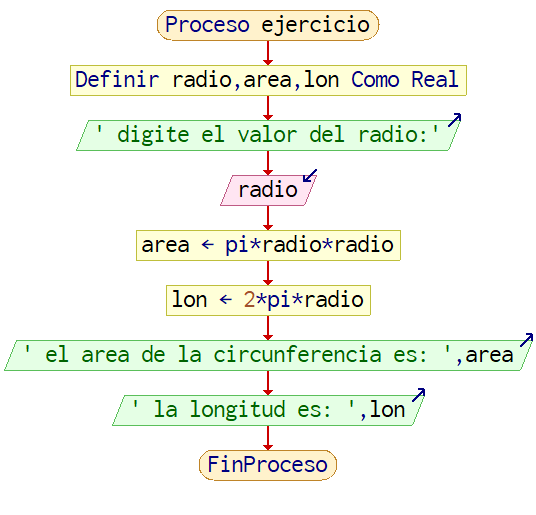 Proceso ejercicio
Definir radio,area,lon Como Real
' digite el valor del radio:'
radio
area ← pi*radio*radio
lon ← 2*pi*radio
' el area de la circunferencia es: ',area
' la longitud es: ',lon
FinProceso